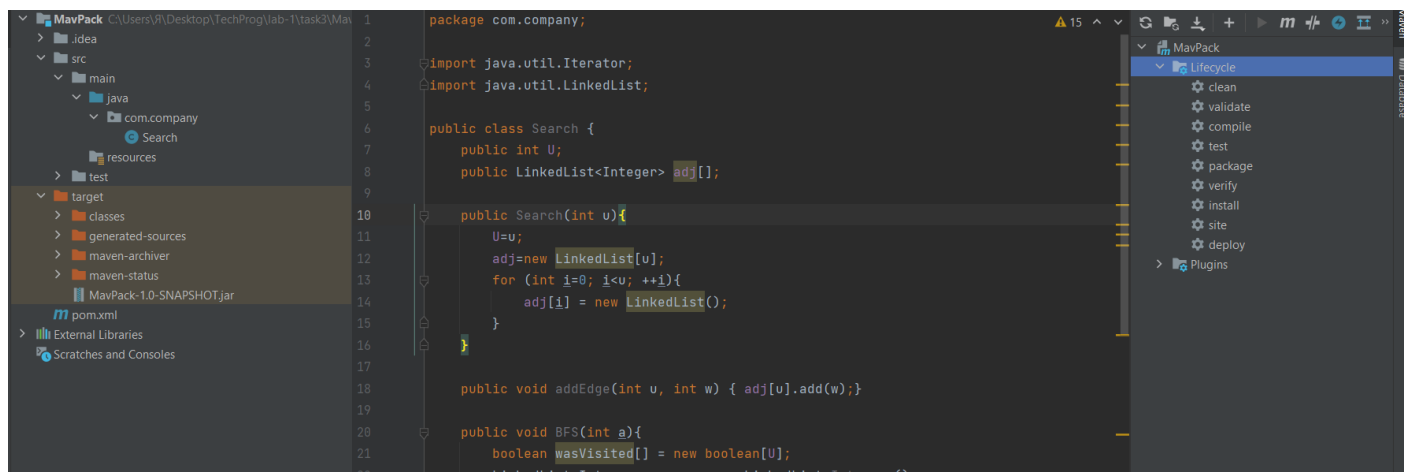 MavPack C:\Users\Я\Desktop\TechProg\lab-1\task3\Mav
.idea
src
main
java
com.company
Search
resources
test
target
classes
generated-sources
maven-archiver
maven-status
MavPack-1.0-SNAPSHOT.jar
pom.xml
External Libraries
Scratches and Consoles
1 package com.company;
2
3 import java.util.Iterator;
4 import java.util.LinkedList;
5
6 public class Search {
7 public int U;
8 public LinkedList<Integer> adj[];
9
10 public Search(int u){
11 U=u;
12 adj=new LinkedList[u];
13 for (int i=0; i<u; ++i){
14 adj[i] = new LinkedList();
15 }
16 }
17
18 public void addEdge(int u, int w) { adj[u].add(w);}
19
20 public void BFS(int a){
21 boolean wasVisited[] = new boolean[U];
15
MavPack
Lifecycle
clean
validate
compile
test
package
verify
install
site
deploy
Plugins
Maven
Database